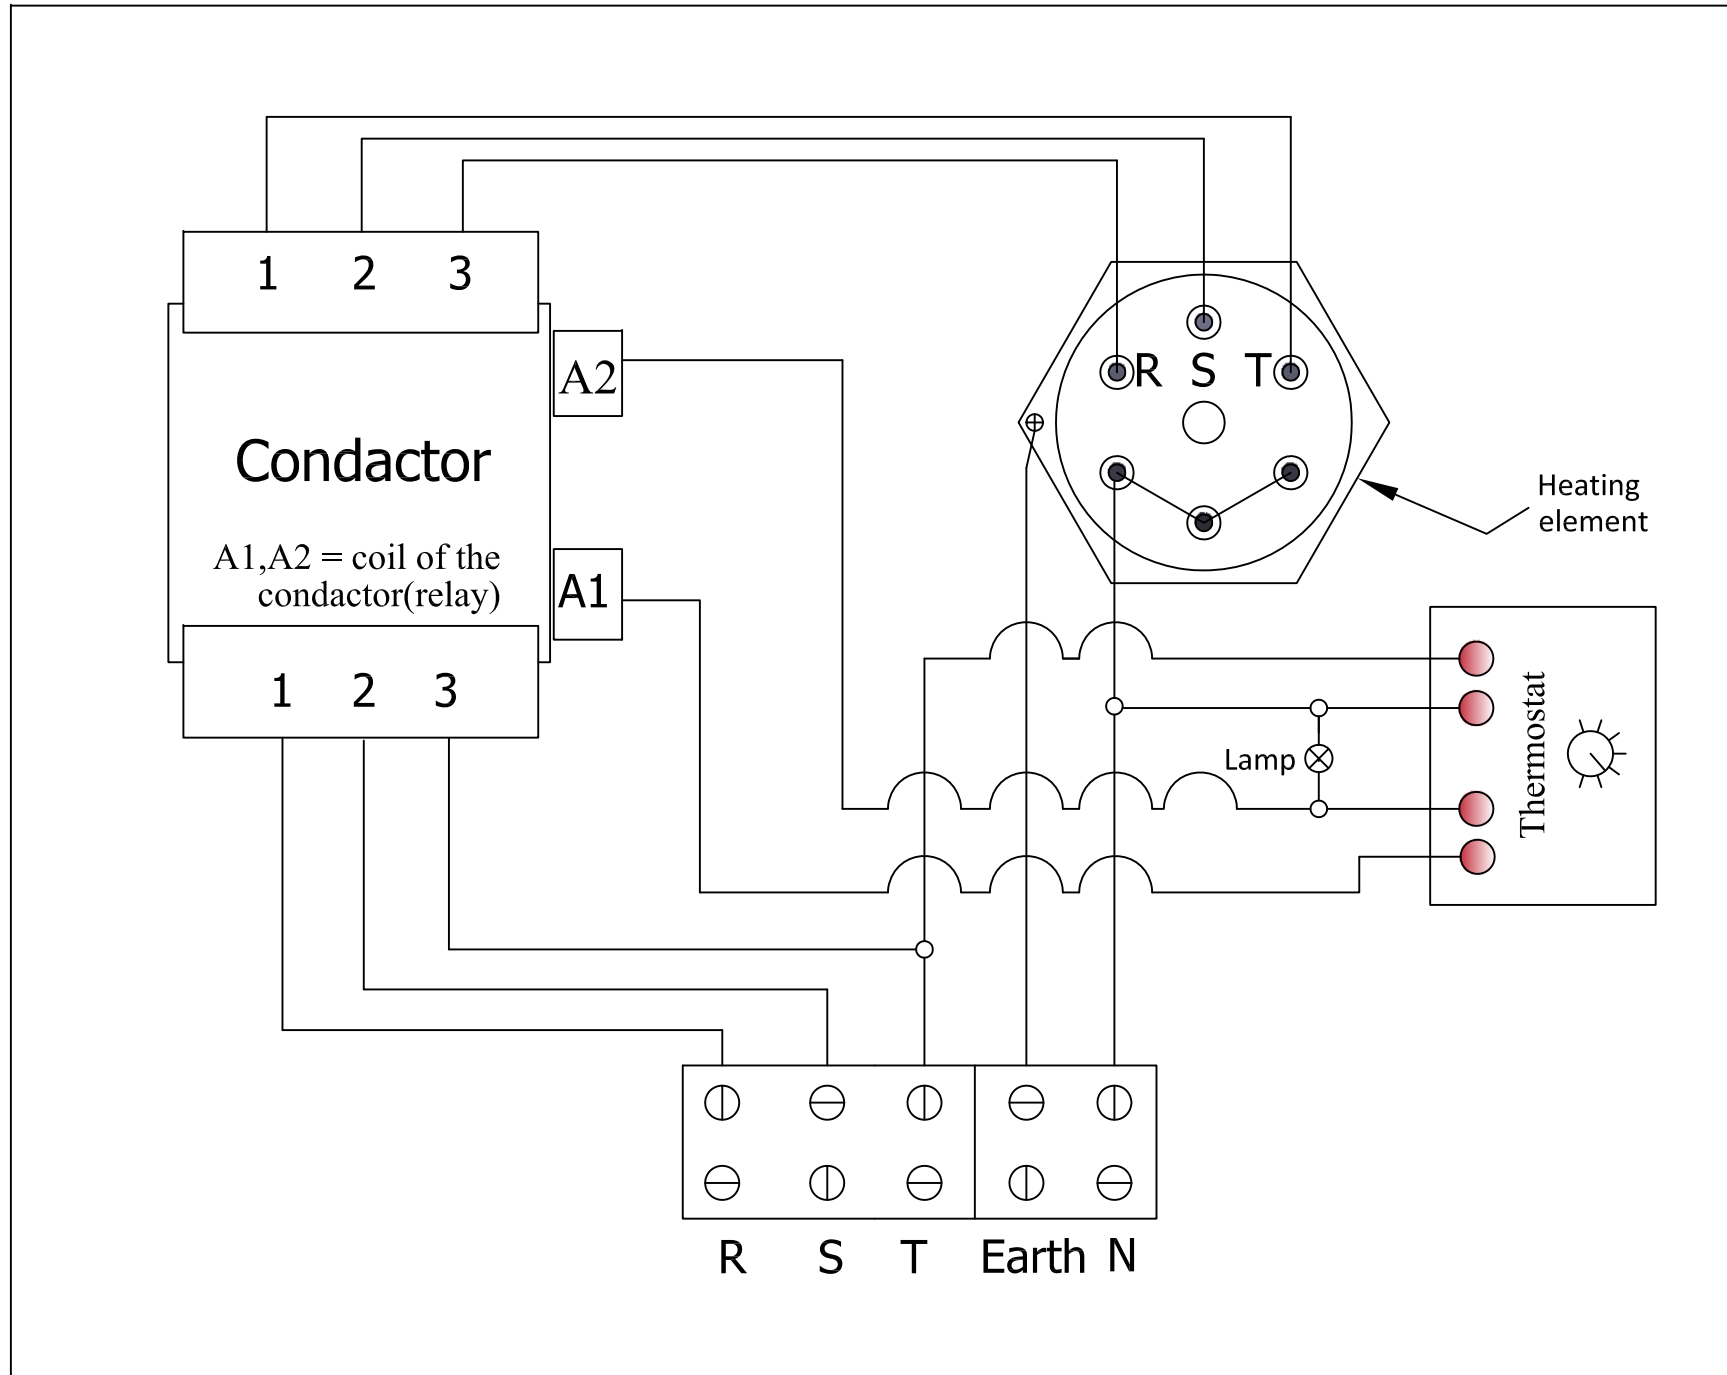 1 2 3
A2
R S T
Condactor
Heating
element
A1,A2 = coil of the
condactor(relay)
A1
1 2 3
Thermostat
Lamp
R S T Earth N